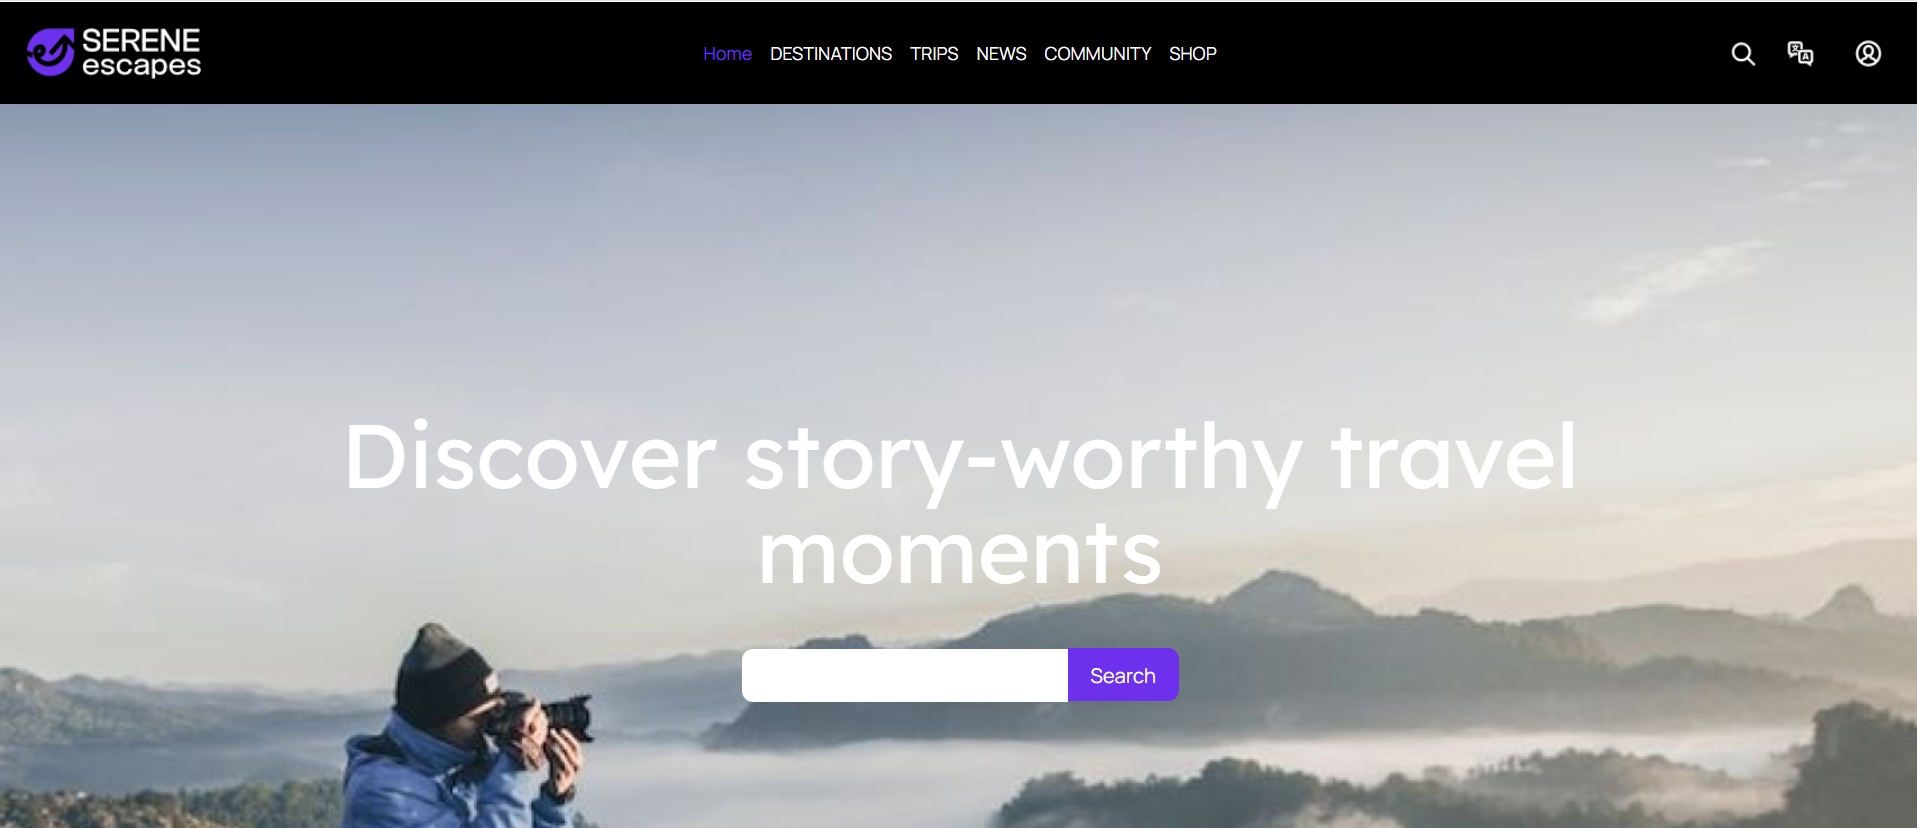 SERENE
escapes
Home DESTINATIONS TRIPS NEWS COMMUNITY SHOP
Discover story-worthy travel
moments
Search